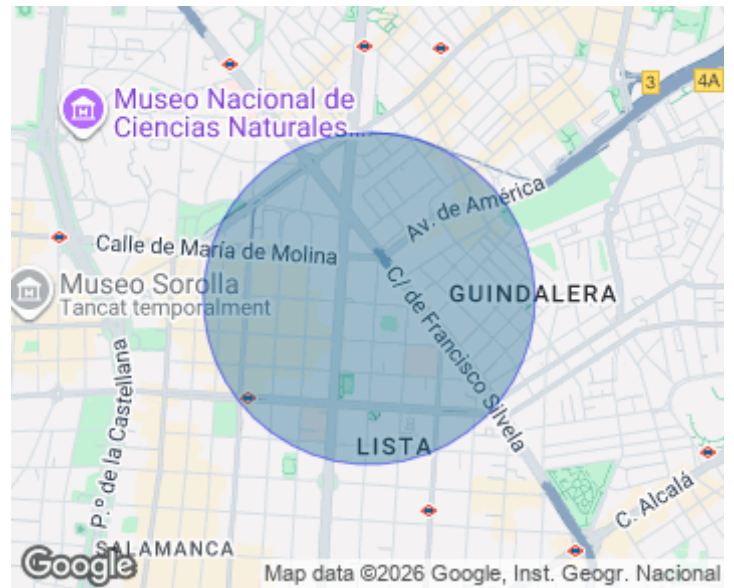 3
4A
Museo Nacional de
Ciencias Naturales...
Av. de América
Calle de María de Molina
Museo Sorolla
Tancat temporalment
GUINDALERA
C/ de Francisco Silvela
P.º de la Castellana
LISTA
C. Alcalá
SALAMANCA
Google
Map data ©2026 Google, Inst. Geogr. Nacional